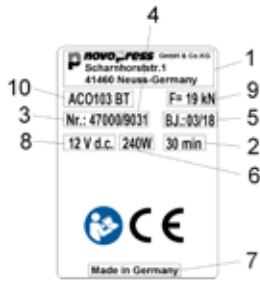 4
novopress GmbH & Co.KG
Scharnhorststr.1
41460 Neuss-Germany
1
10
ACO103 BT
F= 19 kN
9
3
Nr.: 47000/9031
BJ.:03/18
5
8
12 V d.c.
240W
30 min
2
6
CE
Made in Germany
7